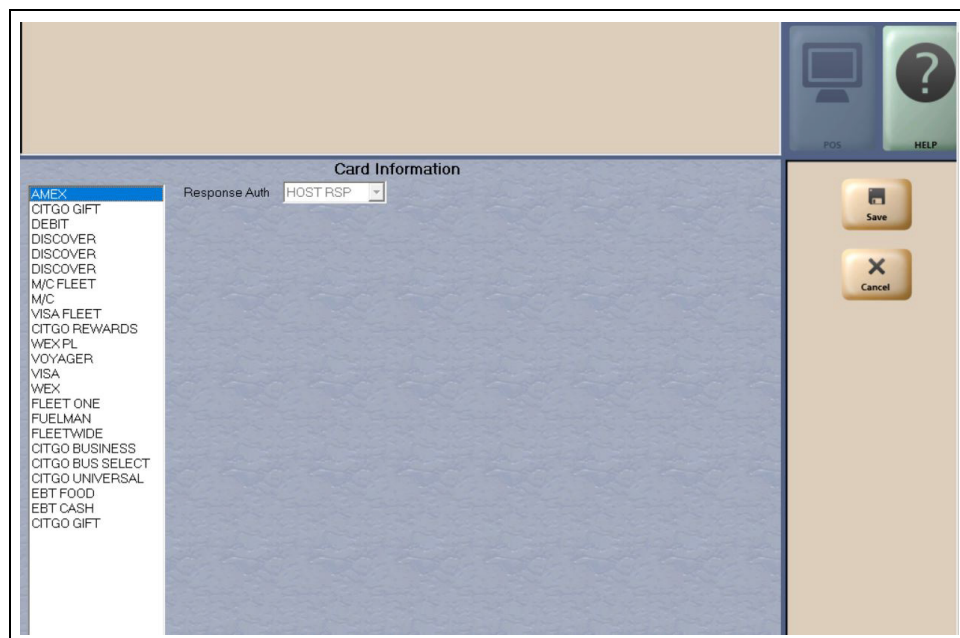 POS
HELP
Card Information
AMEX
CITGO GIFT
DEBIT
DISCOVER
DISCOVER
DISCOVER
M/C FLEET
M/C
VISA FLEET
CITGO REWARDS
WEX PL
VOYAGER
VISA
WEX
FLEET ONE
FUELMAN
FLEETWIDE
CITGO BUSINESS
CITGO BUS SELECT
CITGO UNIVERSAL
EBT FOOD
EBT CASH
CITGO GIFT
Response Auth HOST RSP
Save
Cancel